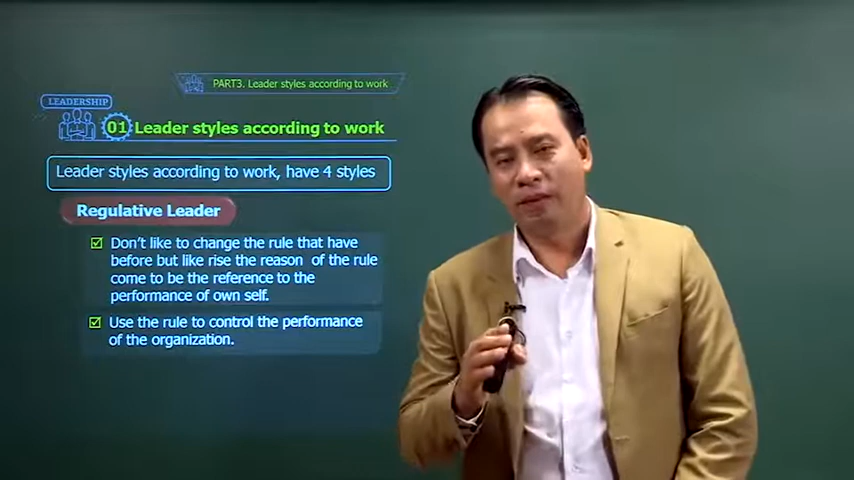 PART3. Leader styles according to work
LEADERSHIP
01 Leader styles according to work
Leader styles according to work, have 4 styles
Regulative Leader
Don't like to change the rule that have
before but like rise the reason of the rule
come to be the reference to the
performance of own self.
Use the rule to control the performance
of the organization.